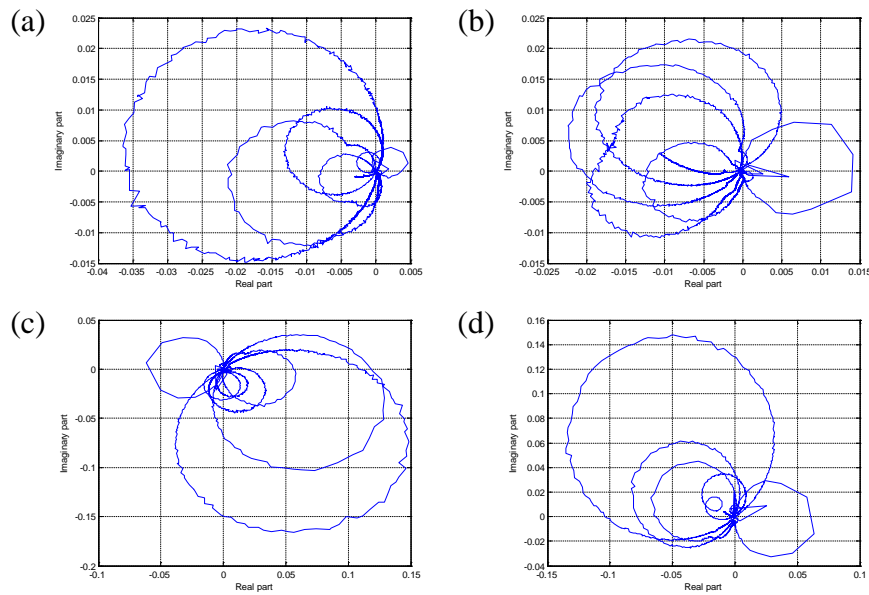 (a)
0.025
0.02
0.015
0.01
0.005
0
-0.005
-0.01
-0.015
-0.04 -0.035 -0.03 -0.025 -0.02 -0.015 -0.01 -0.005 0 0.005
Real part
Imaginary part
(b)
0.025
0.02
0.015
0.01
0.005
0
-0.005
-0.01
-0.015
-0.025 -0.02 -0.015 -0.01 -0.005 0 0.005 0.01 0.015
Real part
Imaginary part
(c)
0.05
0
-0.05
-0.1
-0.15
-0.2
-0.1 -0.05 0 0.05 0.1 0.15
Real part
Imaginary part
(d)
0.16
0.14
0.12
0.1
0.08
0.06
0.04
0.02
0
-0.02
-0.04
-0.15 -0.1 -0.05 0 0.05 0.1
Real part
Imaginary part